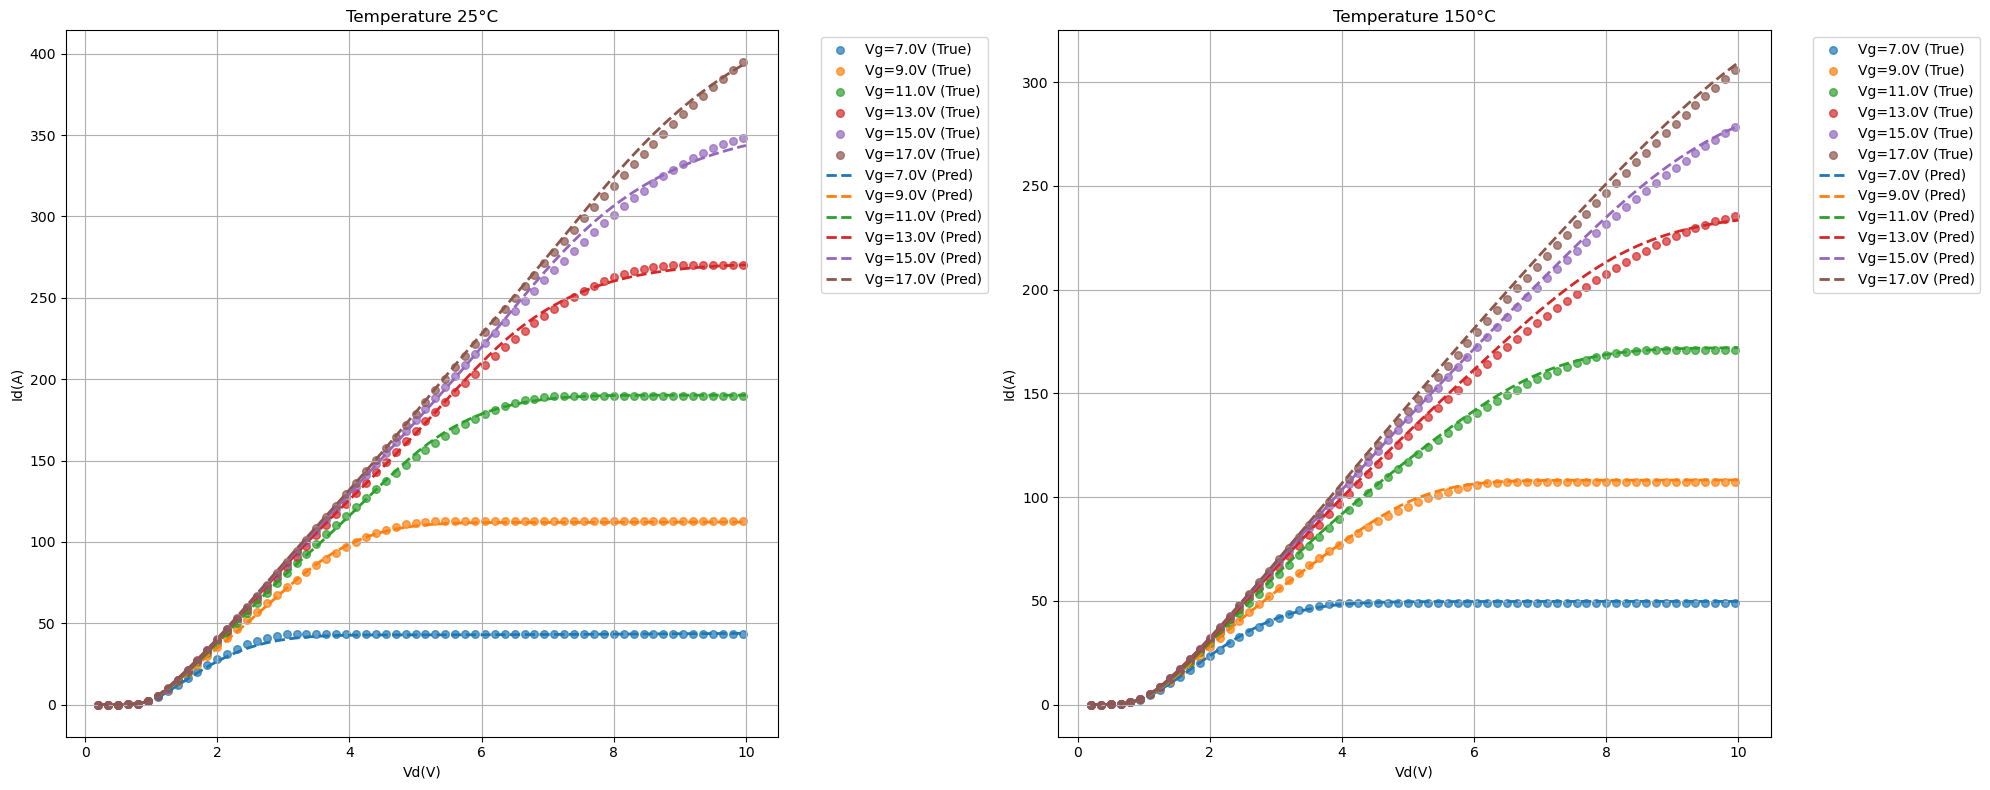 Temperature 25°C
400
350
300
250
200
150
100
50
0
Id(A)
0 2 4 6 8 10
Vd(V)
Vg=7.0V (True)
Vg=9.0V (True)
Vg=11.0V (True)
Vg=13.0V (True)
Vg=15.0V (True)
Vg=17.0V (True)
Vg=7.0V (Pred)
Vg=9.0V (Pred)
Vg=11.0V (Pred)
Vg=13.0V (Pred)
Vg=15.0V (Pred)
Vg=17.0V (Pred)
Temperature 150°C
300
250
200
150
100
50
0
Id(A)
0 2 4 6 8 10
Vd(V)
Vg=7.0V (True)
Vg=9.0V (True)
Vg=11.0V (True)
Vg=13.0V (True)
Vg=15.0V (True)
Vg=17.0V (True)
Vg=7.0V (Pred)
Vg=9.0V (Pred)
Vg=11.0V (Pred)
Vg=13.0V (Pred)
Vg=15.0V (Pred)
Vg=17.0V (Pred)